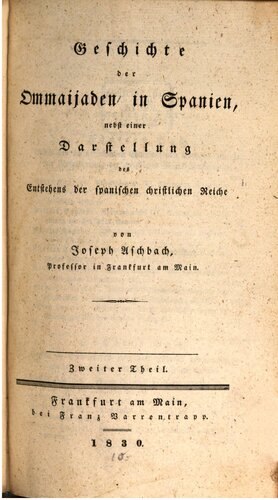 Geschichte
der
Ommaijaden in Spanien,
nebst einer
Darstellung
des
Entstehens der spanischen christlichen Reiche
von
Joseph Aschbach,
Professor in Frankfurt am Main.
Zweiter Theil.
Frankfurt am Main,
bei Franz Varrentrapp.
1830.